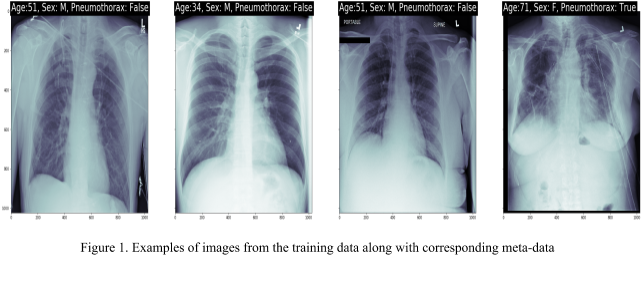 Age:51, Sex: M, Pneumothorax: False
Age:34, Sex: M, Pneumothorax: False
Age:51, Sex: M, Pneumothorax: False
Age:71, Sex: F, Pneumothorax: True
PORTABLE
SUPINE L
Figure 1. Examples of images from the training data along with corresponding meta-data